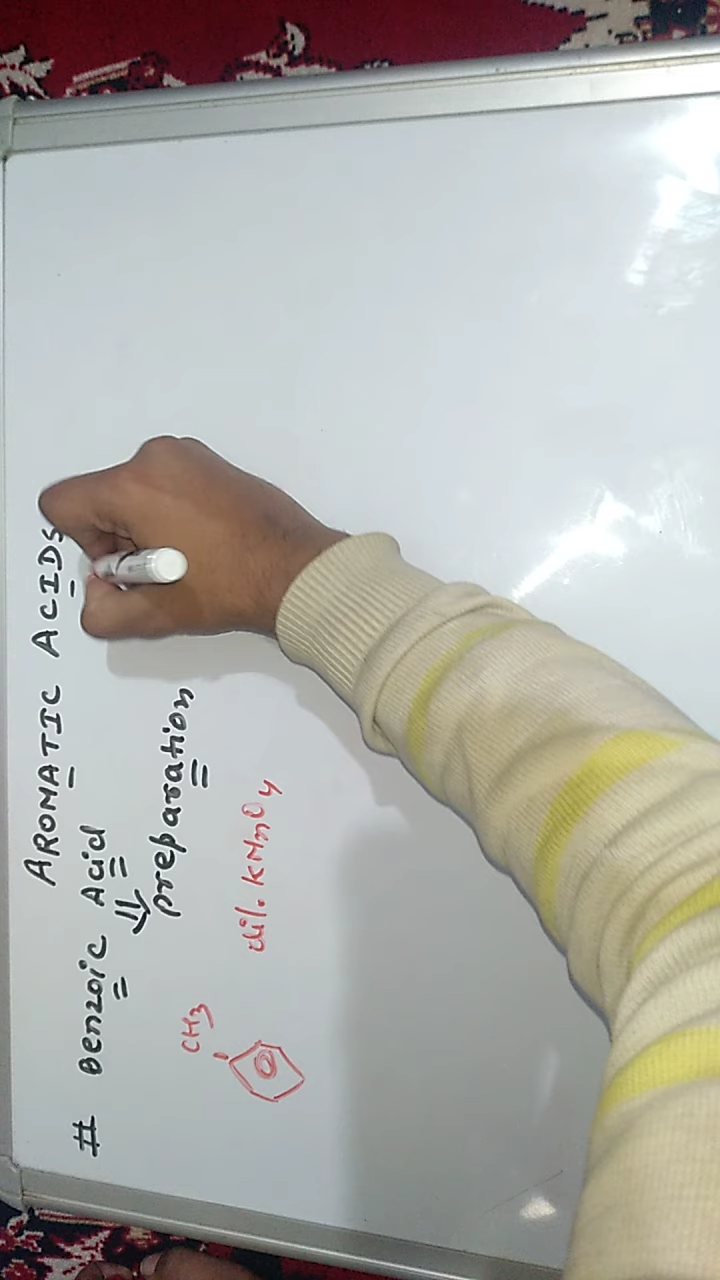 AROMATIC ACIDS
# Benzoic Acid
preparation
CH3
dil. KMnO4